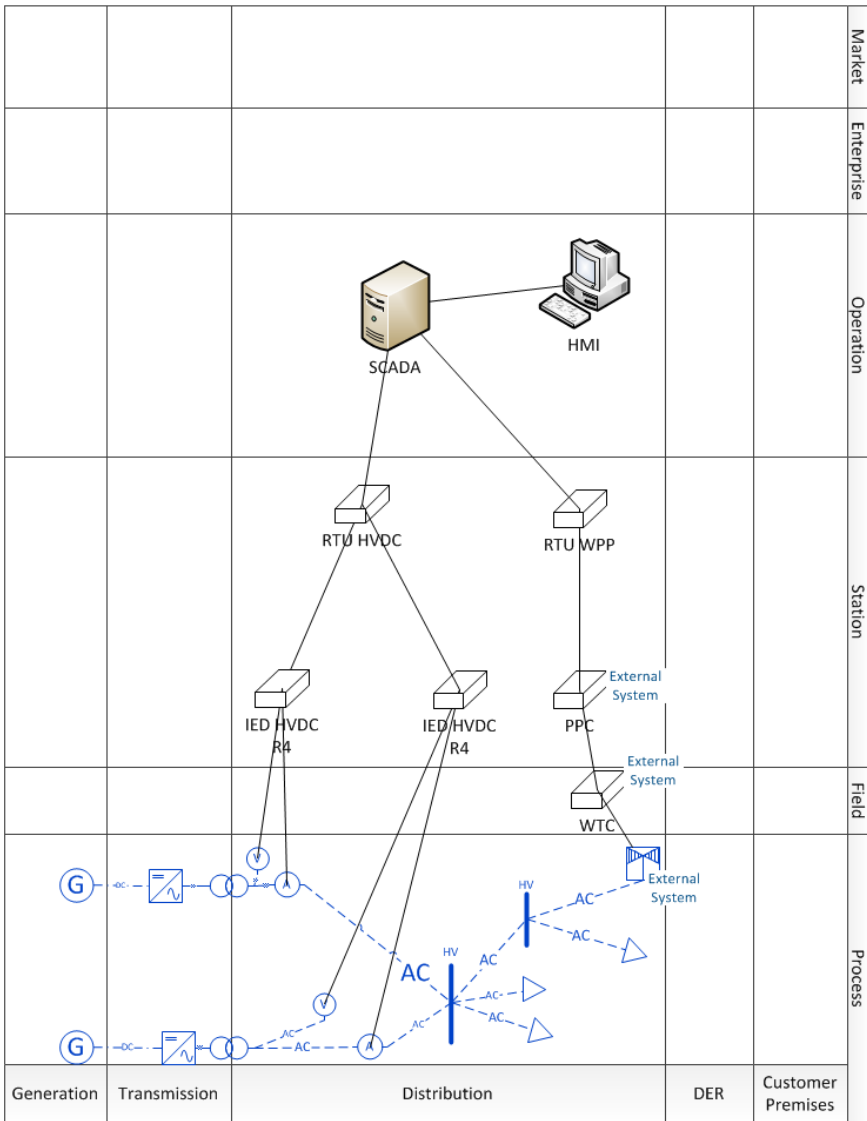 Market
Enterprise
Operation
SCADA
HMI
Station
RTU HVDC
RTU WPP
IED HVDC
R4
IED HVDC
R4
PPC
External
System
Field
WTC
External
System
Process
G
DC
V
A
AC
HV
AC
HV
AC
AC
External
System
AC
AC
G
DC
V
AC
AC
A
AC
Generation
Transmission
Distribution
DER
Customer
Premises